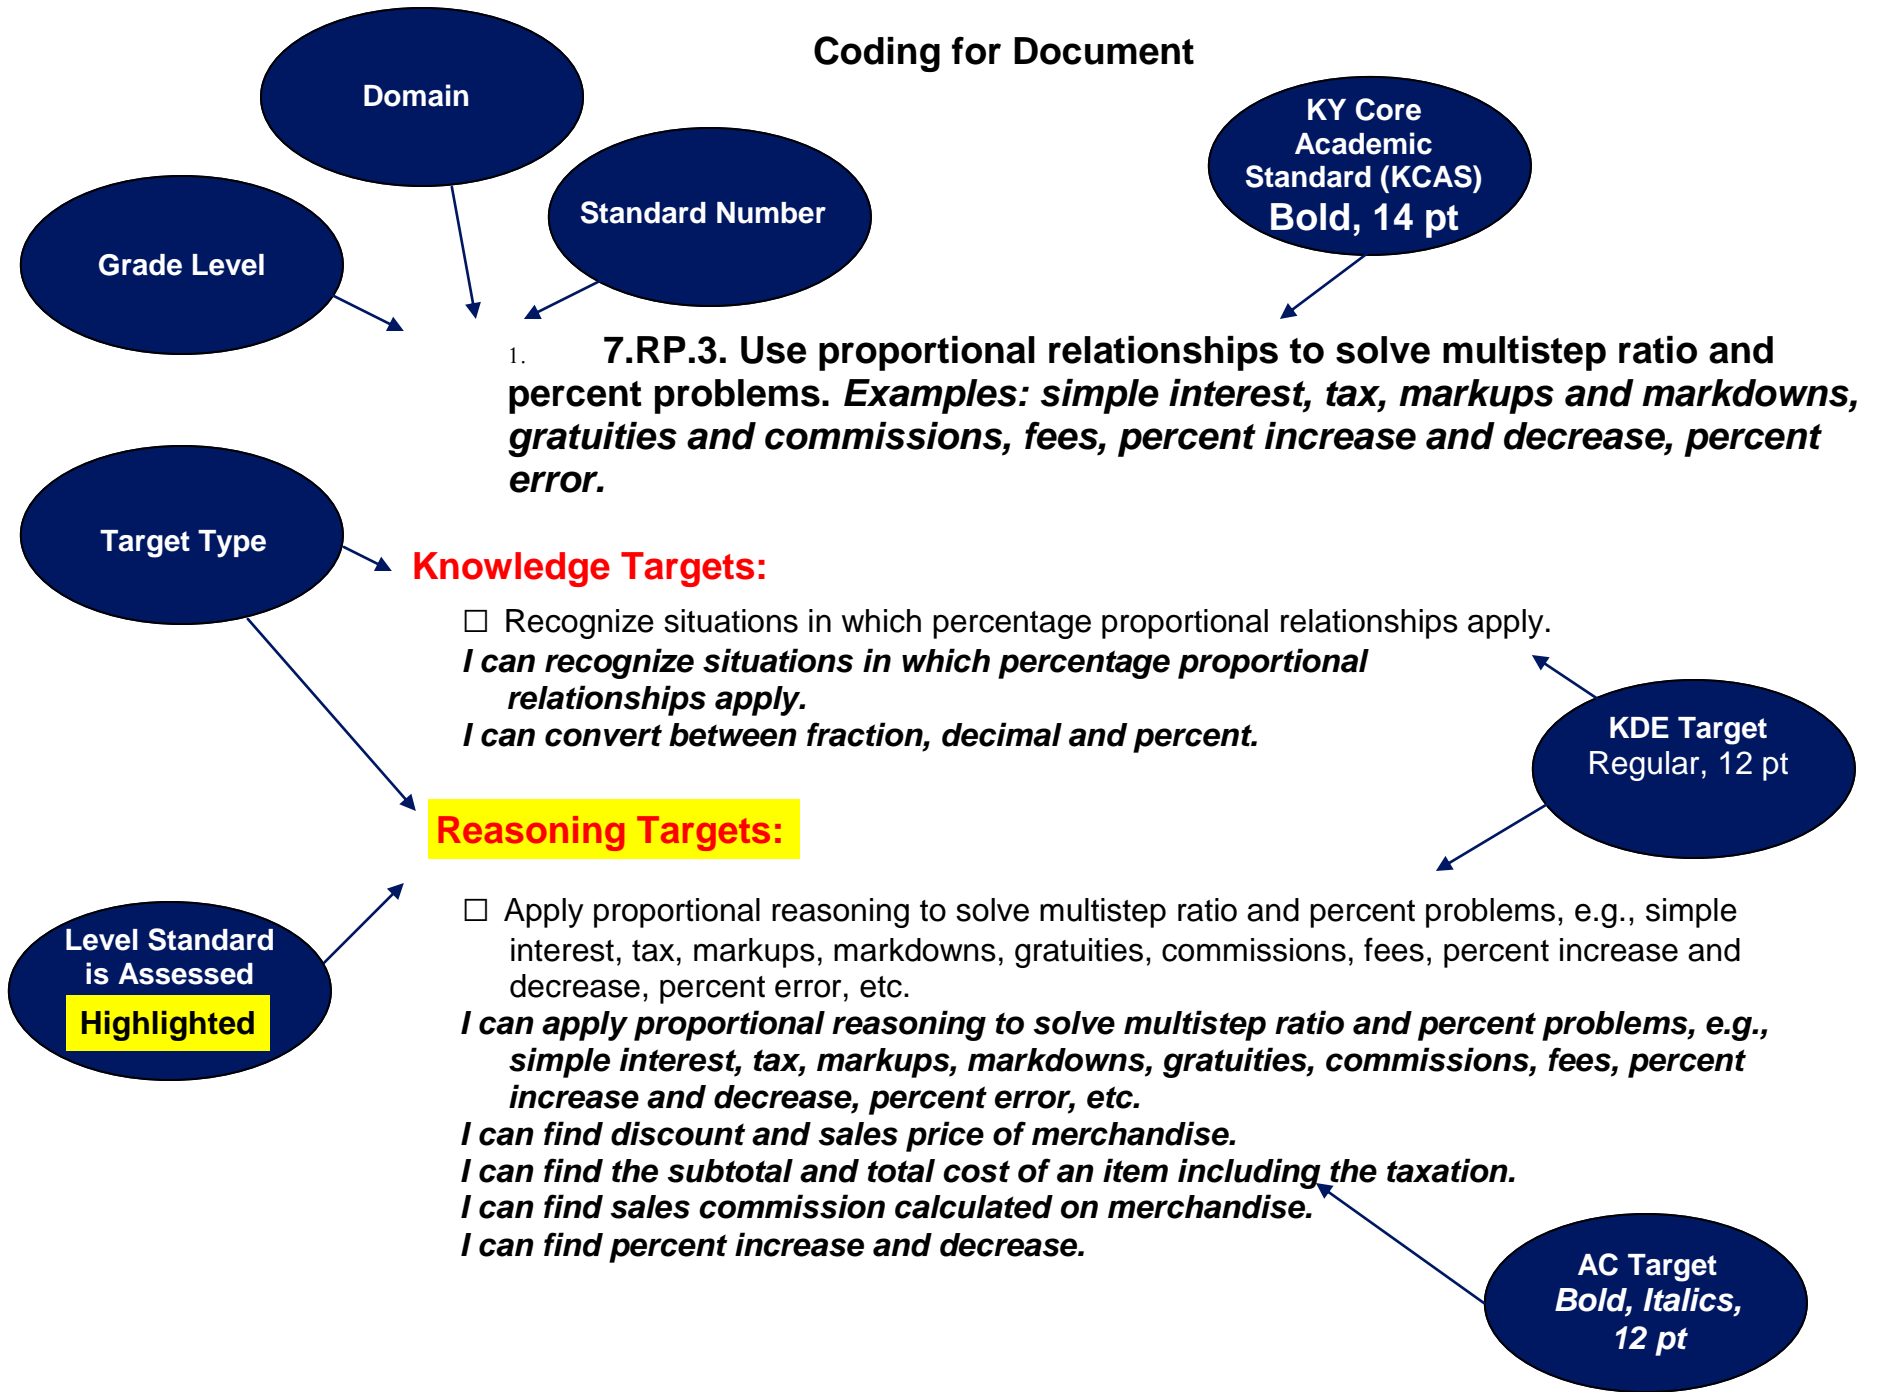 Coding for Document
Domain
KY Core
Academic
Standard (KCAS)
Bold, 14 pt
Standard Number
Grade Level
1. 7.RP.3. Use proportional relationships to solve multistep ratio and
percent problems. Examples: simple interest, tax, markups and markdowns,
gratuities and commissions, fees, percent increase and decrease, percent
error.
Target Type
Knowledge Targets:
☐ Recognize situations in which percentage proportional relationships apply.
I can recognize situations in which percentage proportional
relationships apply.
I can convert between fraction, decimal and percent.
KDE Target
Regular, 12 pt
Reasoning Targets:
Level Standard
is Assessed
Highlighted
☐ Apply proportional reasoning to solve multistep ratio and percent problems, e.g., simple
interest, tax, markups, markdowns, gratuities, commissions, fees, percent increase and
decrease, percent error, etc.
I can apply proportional reasoning to solve multistep ratio and percent problems, e.g.,
simple interest, tax, markups, markdowns, gratuities, commissions, fees, percent
increase and decrease, percent error, etc.
I can find discount and sales price of merchandise.
I can find the subtotal and total cost of an item including the taxation.
I can find sales commission calculated on merchandise.
I can find percent increase and decrease.
AC Target
Bold, Italics,
12 pt